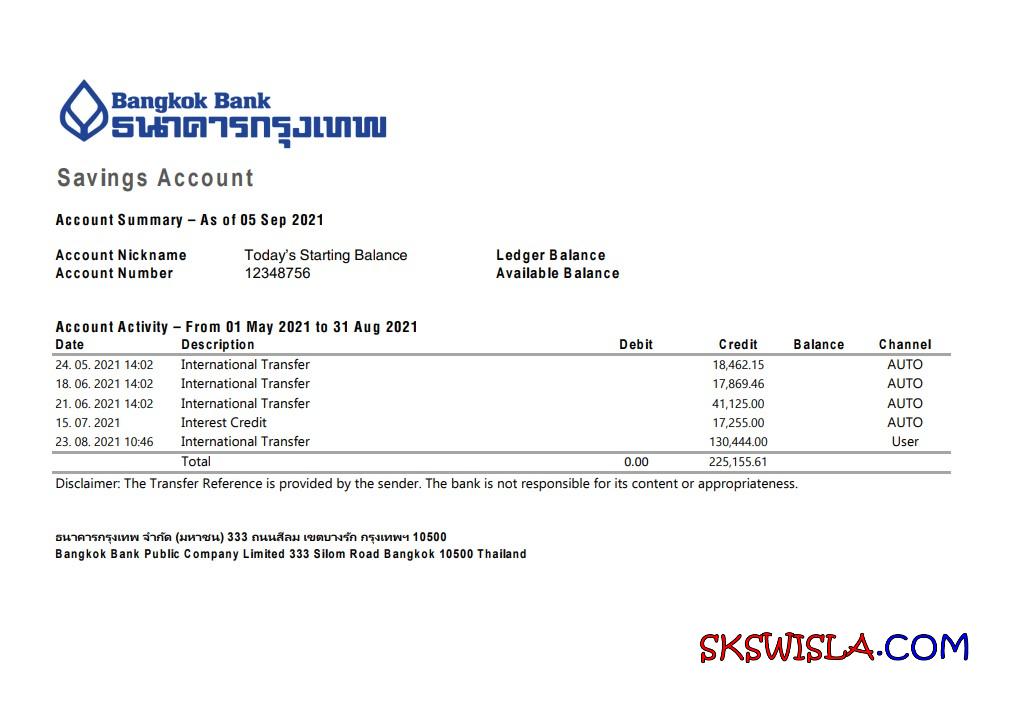 Bangkok Bank
ธนาคารกรุงเทพ
Savings Account
Account Summary – As of 05 Sep 2021
Account Nickname Today's Starting Balance Ledger Balance
Account Number 12348756 Available Balance
Account Activity – From 01 May 2021 to 31 Aug 2021
Date Description Debit Credit Balance Channel
24. 05. 2021 14:02 International Transfer 18,462.15 AUTO
18. 06. 2021 14:02 International Transfer 17,869.46 AUTO
21. 06. 2021 14:02 International Transfer 41,125.00 AUTO
15. 07. 2021 Interest Credit 17,255.00 AUTO
23. 08. 2021 10:46 International Transfer 130,444.00 User
Total 0.00 225,155.61
Disclaimer: The Transfer Reference is provided by the sender. The bank is not responsible for its content or appropriateness.
ธนาคารกรุงเทพ จำกัด (มหาชน) 333 ถนนสีลม เขตบางรัก กรุงเทพฯ 10500
Bangkok Bank Public Company Limited 333 Silom Road Bangkok 10500 Thailand
SKSWISLA.COM